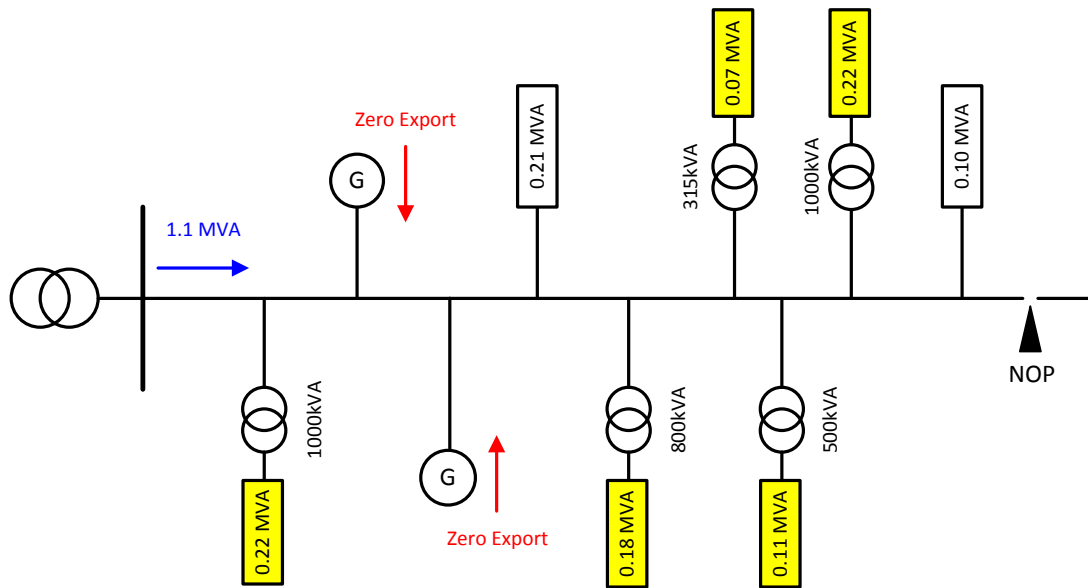 0.07 MVA
0.22 MVA
Zero Export
0.21 MVA
0.10 MVA
315kVA
1000kVA
G
1.1 MVA
NOP
1000kVA
800kVA
500kVA
G
0.22 MVA
0.18 MVA
0.11 MVA
Zero Export